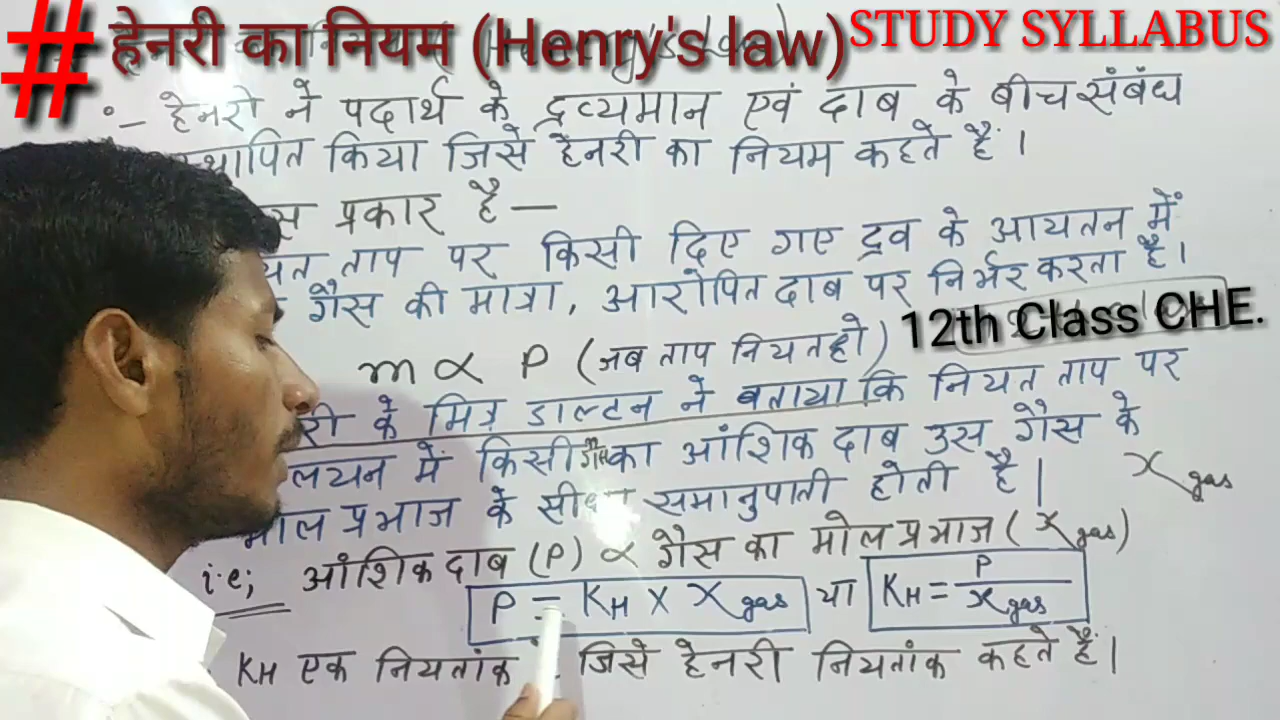 # हेनरी का नियम (Henry's law)
STUDY SYLLABUS
:- हेनरी ने पदार्थ के द्रव्यमान एवं दाब के बीच संबंध
स्थापित किया जिसे हेनरी का नियम कहते हैं ।
प्रकार है —
ताप पर किसी दिए गए द्रव के आयतन में
गैस की मात्रा, आरोपित दाब पर निर्भर करता है।
12th Class CHE.
m ∝ P (जब ताप नियत हो)
के मित्र डाल्टन ने बताया कि नियत ताप पर
में किसी गैस का आंशिक दाब उस गैस के
मोल प्रभाज के सीधा समानुपाती होती है |
x gas
i.e; आंशिक दाब (P) ∝ गैस का मोल प्रभाज (x gas)
P = KH × x gas या KH = P / x gas
KH एक नियतांक जिसे हेनरी नियतांक कहते हैं |